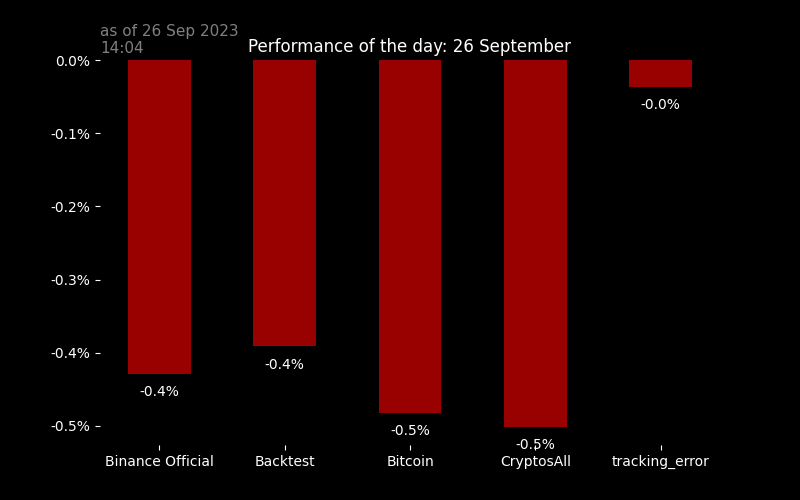 as of 26 Sep 2023
14:04
Performance of the day: 26 September
0.0%
-0.1%
-0.2%
-0.3%
-0.4%
-0.5%
-0.4%
-0.4%
-0.5%
-0.5%
-0.0%
Binance Official
Backtest
Bitcoin
CryptosAll
tracking_error